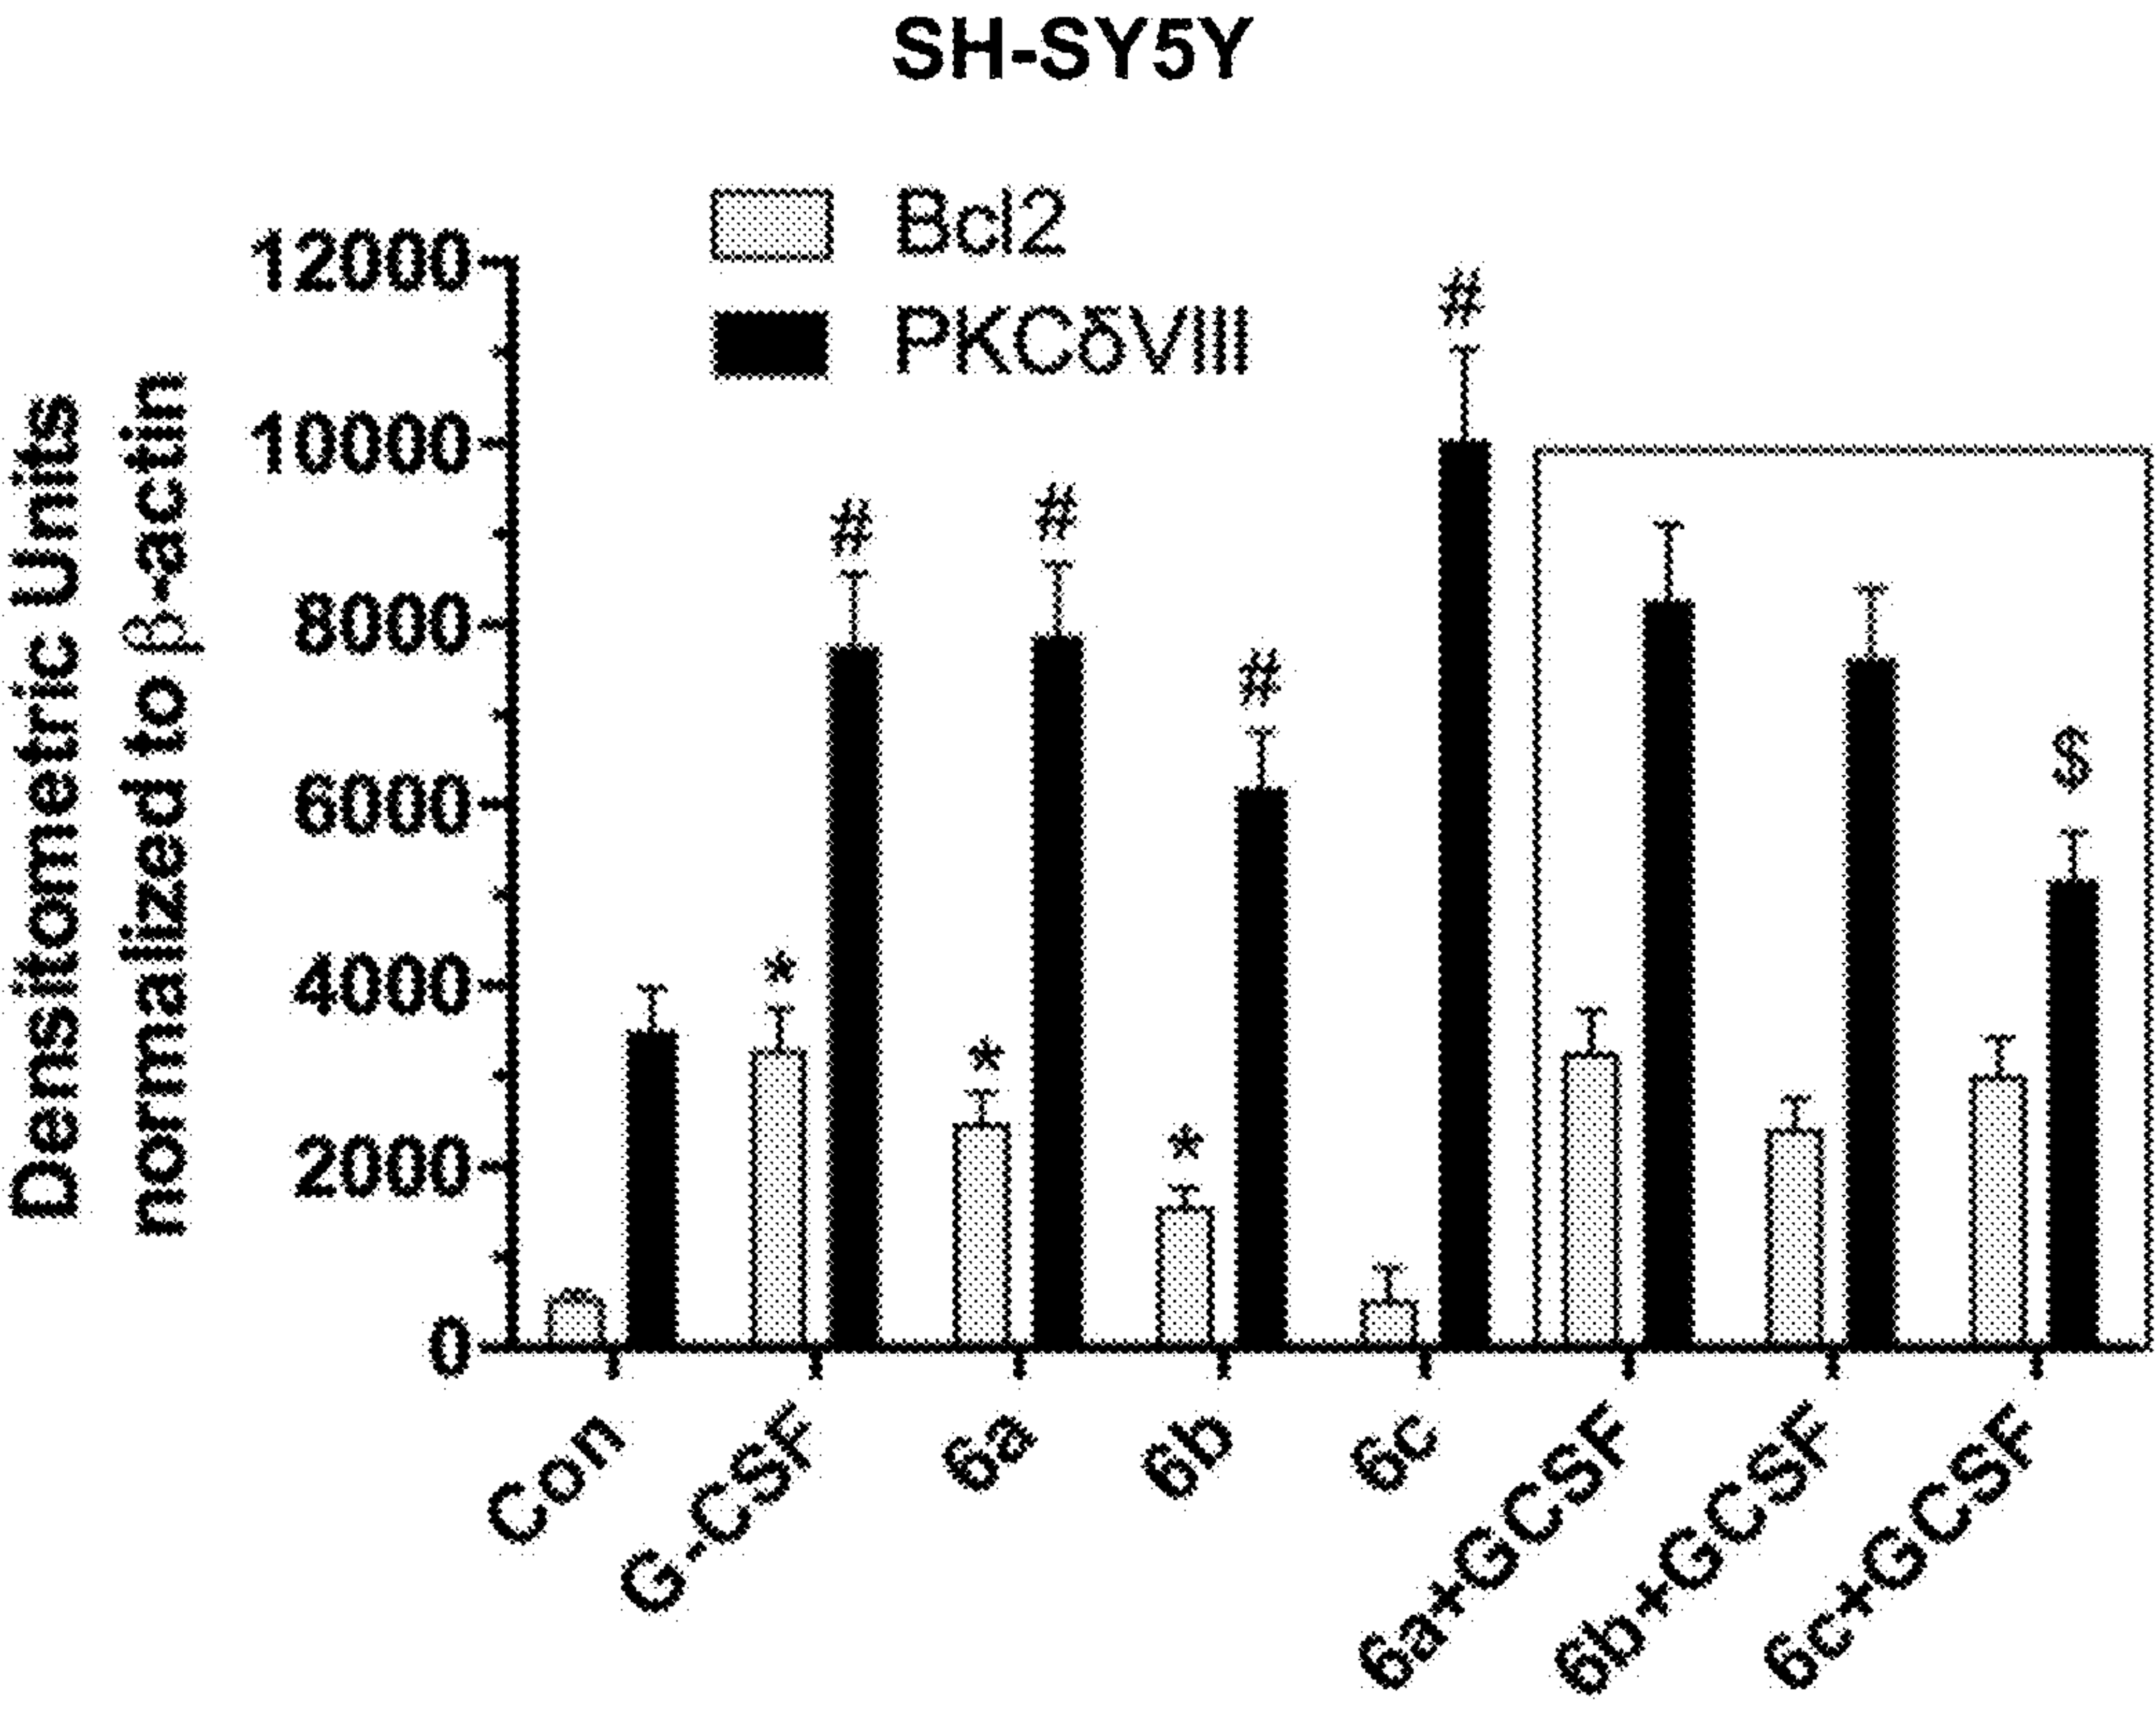 SH-SY5Y
Bcl2
PKCδVIII
Densitometric Units
normalized to β-actin
12000
10000
8000
6000
4000
2000
0
#
#
#
#
*
*
*
$
Con
G-CSF
6a
6b
6c
6a+GCSF
6b+GCSF
6c+GCSF